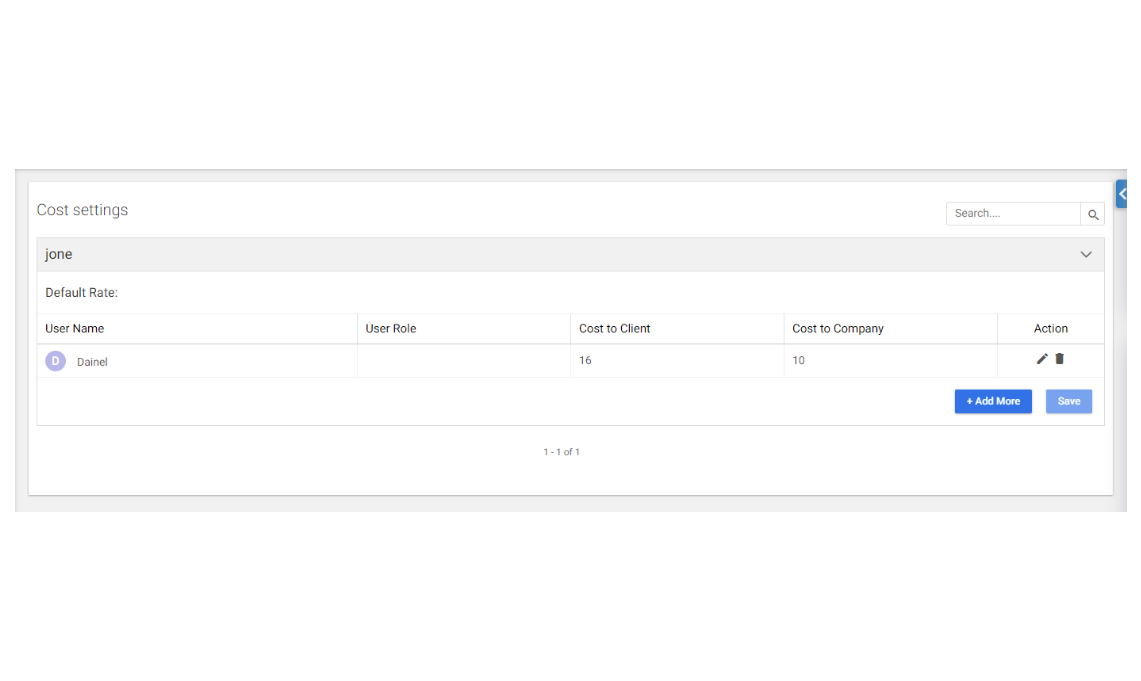 Cost settings
Search....
jone
Default Rate:
User Name User Role Cost to Client Cost to Company Action
D Dainel 16 10
+ Add More Save
1 - 1 of 1